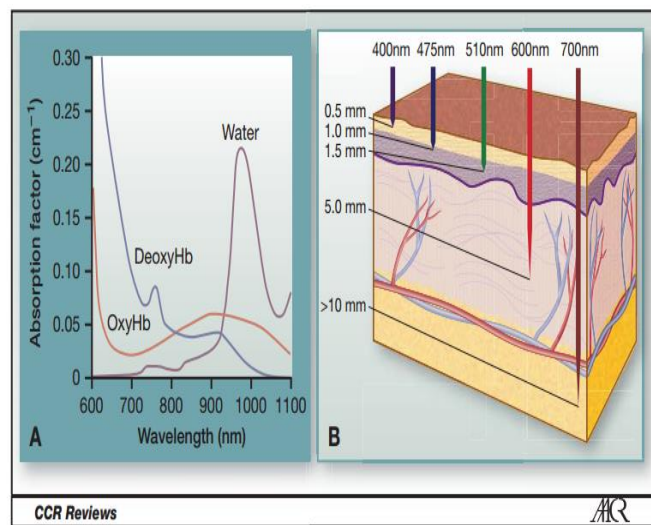 Absorption factor (cm⁻¹)
0.30
0.25
0.20
0.15
0.10
0.05
0
Water
DeoxyHb
OxyHb
600 700 800 900 1000 1100
Wavelength (nm)
A
400nm 475nm 510nm 600nm 700nm
0.5 mm
1.0 mm
1.5 mm
5.0 mm
>10 mm
B
CCR Reviews
AACR